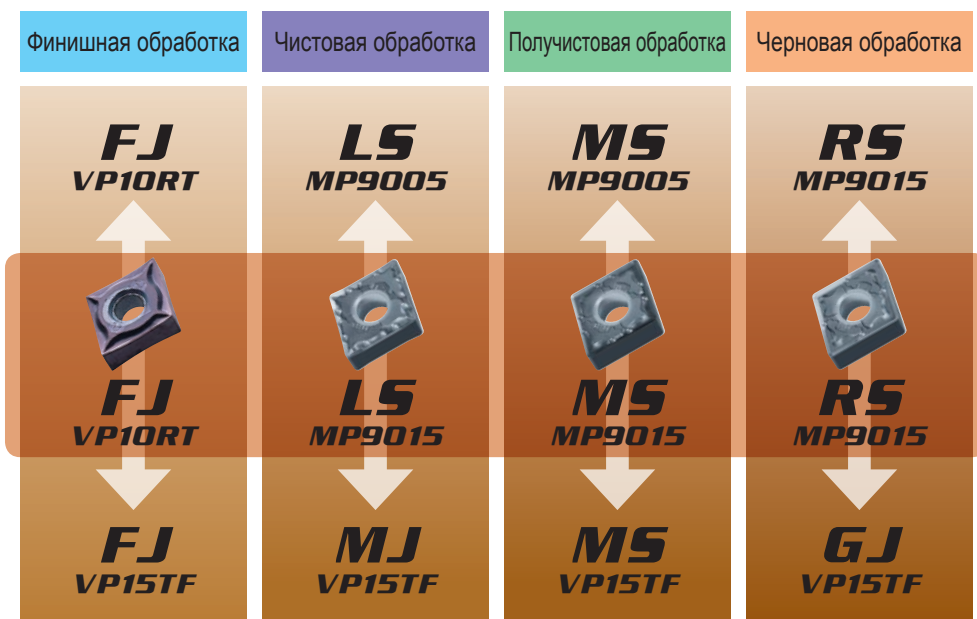 Финишная обработка
Чистовая обработка
Получистовая обработка
Черновая обработка
FJ
VP10RT
LS
MP9005
MS
MP9005
RS
MP9015
FJ
VP10RT
LS
MP9015
MS
MP9015
RS
MP9015
FJ
VP15TF
MJ
VP15TF
MS
VP15TF
GJ
VP15TF